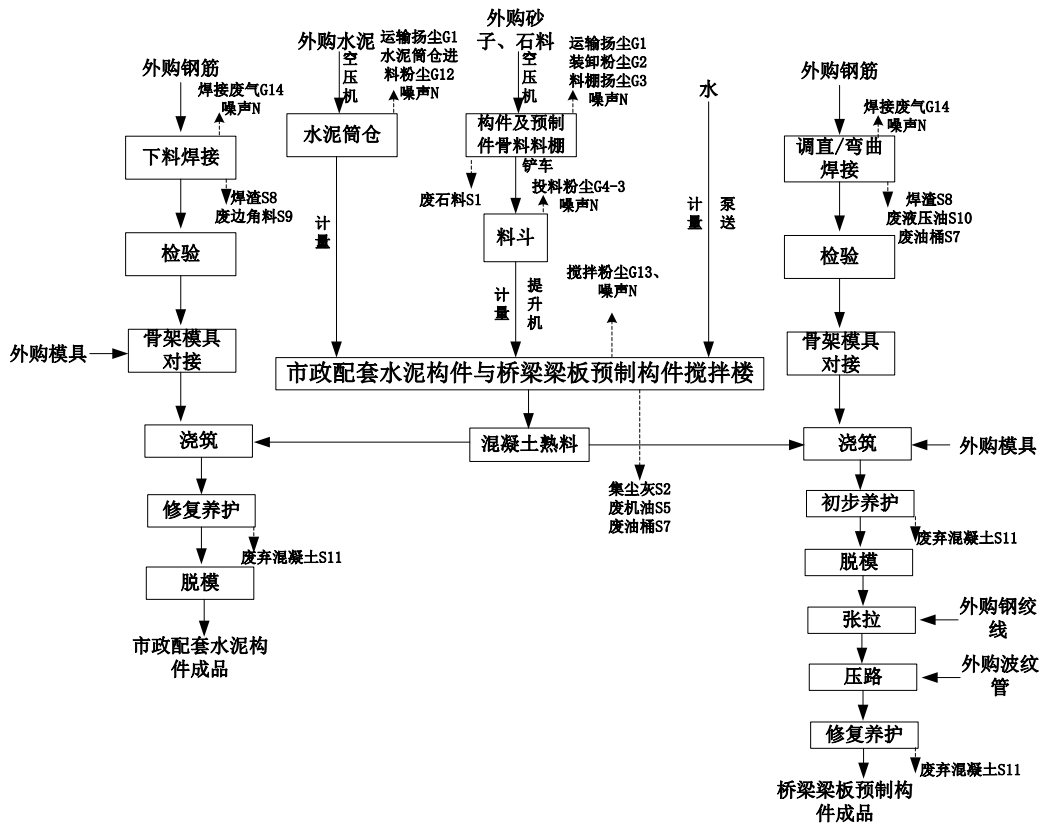 外购砂
子、石料
外购水泥
运输扬尘G1
水泥筒仓进
料粉尘G12
噪声N
运输扬尘G1
装卸粉尘G2
料棚扬尘G3
噪声N
空压机
空压机
外购钢筋
焊接废气G14
噪声N
水
外购钢筋
焊接废气G14
噪声N
下料焊接
水泥筒仓
构件及预制
件骨料料棚
调直/弯曲
焊接
铲车
废石料S1
投料粉尘G4-3
噪声N
焊渣S8
废边角料S9
焊渣S8
废液压油S10
废油桶S7
计量
料斗
计量
泵送
检验
检验
搅拌粉尘G13、
噪声N
计量
提升机
外购模具
骨架模具
对接
骨架模具
对接
市政配套水泥构件与桥梁梁板预制构件搅拌楼
浇筑
混凝土熟料
浇筑
外购模具
集尘灰S2
废机油S5
废油桶S7
修复养护
废弃混凝土S11
初步养护
废弃混凝土S11
脱模
脱模
市政配套水泥构
件成品
张拉
外购钢绞
线
压路
外购波纹
管
修复养护
废弃混凝土S11
桥梁梁板预制构
件成品